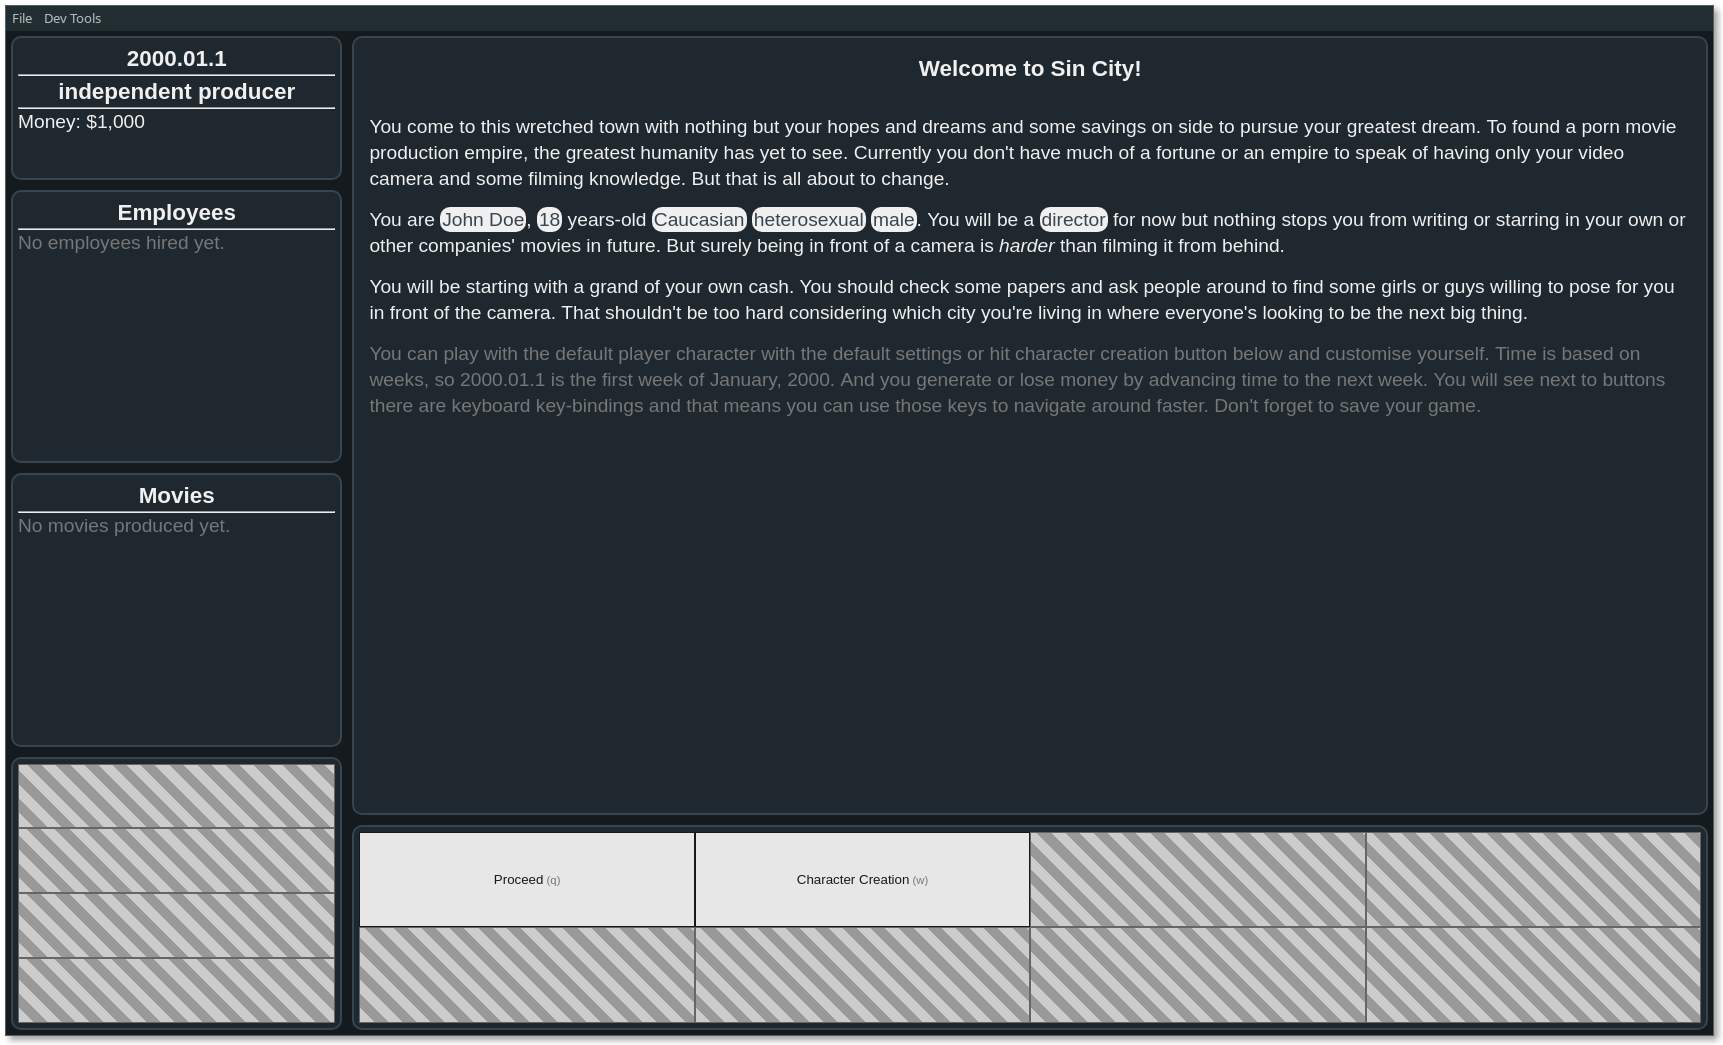 File Dev Tools
2000.01.1
independent producer
Money: $1,000
Employees
No employees hired yet.
Movies
No movies produced yet.
Welcome to Sin City!
You come to this wretched town with nothing but your hopes and dreams and some savings on side to pursue your greatest dream. To found a porn movie
production empire, the greatest humanity has yet to see. Currently you don't have much of a fortune or an empire to speak of having only your video
camera and some filming knowledge. But that is all about to change.
You are John Doe, 18 years-old Caucasian heterosexual male. You will be a director for now but nothing stops you from writing or starring in your own or
other companies' movies in future. But surely being in front of a camera is harder than filming it from behind.
You will be starting with a grand of your own cash. You should check some papers and ask people around to find some girls or guys willing to pose for you
in front of the camera. That shouldn't be too hard considering which city you're living in where everyone's looking to be the next big thing.
You can play with the default player character with the default settings or hit character creation button below and customise yourself. Time is based on
weeks, so 2000.01.1 is the first week of January, 2000. And you generate or lose money by advancing time to the next week. You will see next to buttons
there are keyboard key-bindings and that means you can use those keys to navigate around faster. Don't forget to save your game.
Proceed (q)
Character Creation (w)